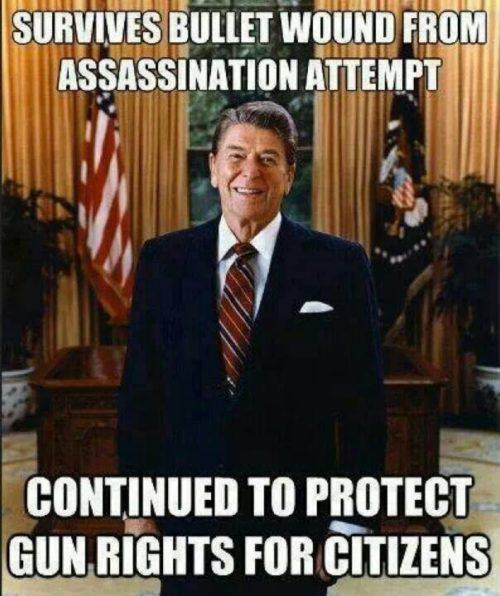 SURVIVES BULLET WOUND FROM
ASSASSINATION ATTEMPT
CONTINUED TO PROTECT
GUN RIGHTS FOR CITIZENS